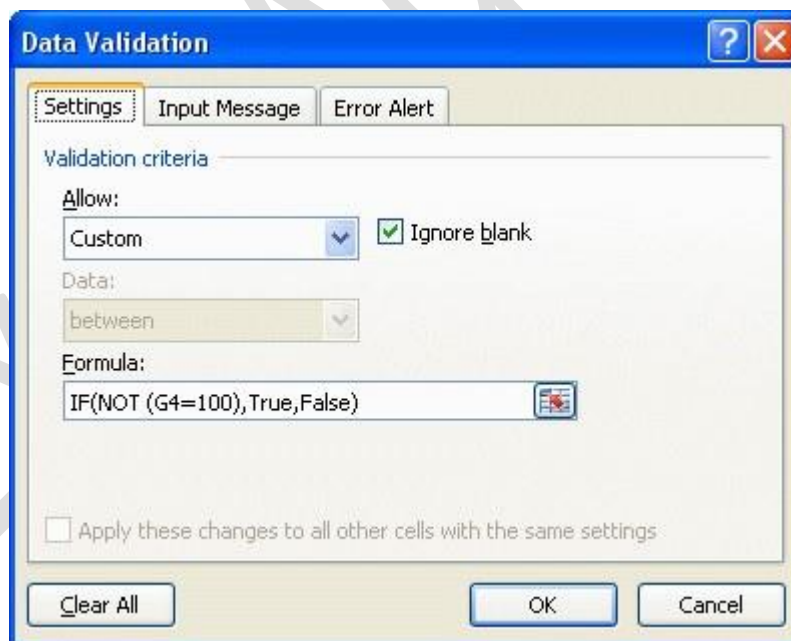 Data Validation
Settings Input Message Error Alert
Validation criteria
Allow:
Custom Ignore blank
Data:
between
Formula:
IF(NOT (G4=100),True,False)
Apply these changes to all other cells with the same settings
Clear All OK Cancel